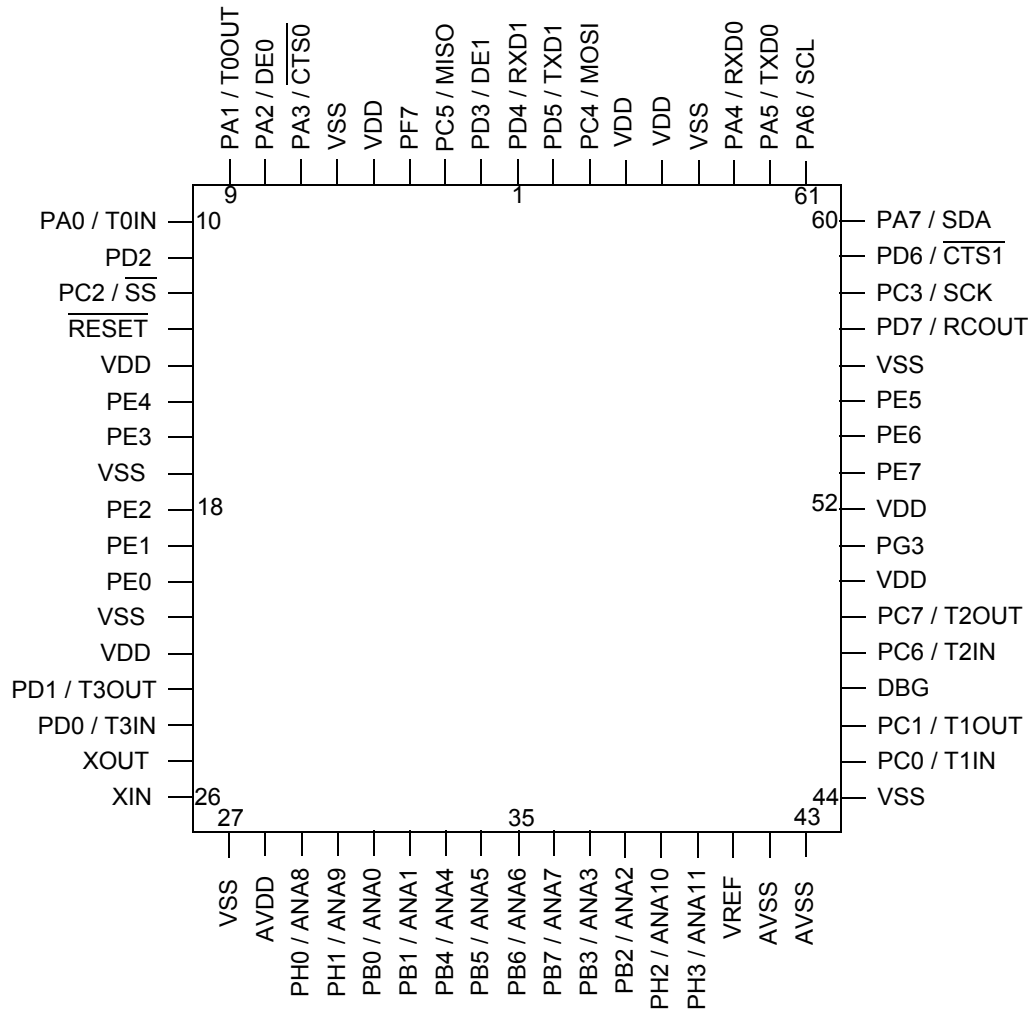 PA1 / T0OUT
PA2 / DE0
PA3 / CTS0
VSS
VDD
PF7
PC5 / MISO
PD3 / DE1
PD4 / RXD1
PD5 / TXD1
PC4 / MOSI
VDD
VDD
VSS
PA4 / RXD0
PA5 / TXD0
PA6 / SCL
9
1
61
PA0 / T0IN
10
PD2
PC2 / SS
RESET
VDD
PE4
PE3
VSS
PE2
18
PE1
PE0
VSS
VDD
PD1 / T3OUT
PD0 / T3IN
XOUT
XIN
26
60
PA7 / SDA
PD6 / CTS1
PC3 / SCK
PD7 / RCOUT
VSS
PE5
PE6
PE7
52
VDD
PG3
VDD
PC7 / T2OUT
PC6 / T2IN
DBG
PC1 / T1OUT
PC0 / T1IN
44
VSS
27
35
43
VSS
AVDD
PH0 / ANA8
PH1 / ANA9
PB0 / ANA0
PB1 / ANA1
PB4 / ANA4
PB5 / ANA5
PB6 / ANA6
PB7 / ANA7
PB3 / ANA3
PB2 / ANA2
PH2 / ANA10
PH3 / ANA11
VREF
AVSS
AVSS